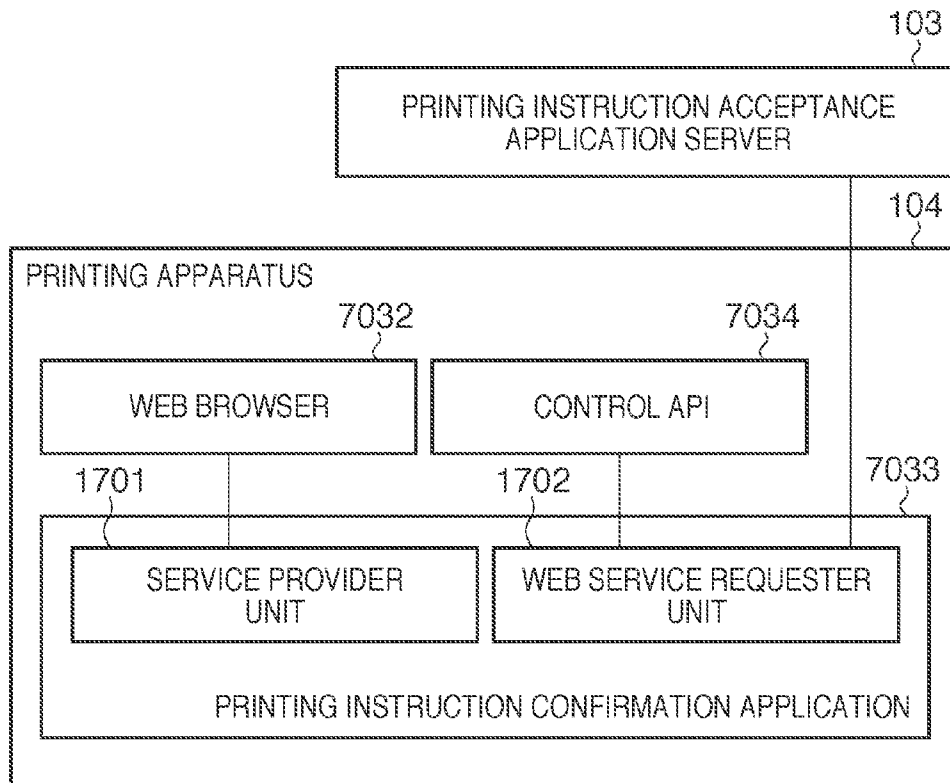 103
PRINTING INSTRUCTION ACCEPTANCE
APPLICATION SERVER
104
PRINTING APPARATUS
7032
7034
WEB BROWSER
CONTROL API
1701
1702
7033
SERVICE PROVIDER
UNIT
WEB SERVICE REQUESTER
UNIT
PRINTING INSTRUCTION CONFIRMATION APPLICATION